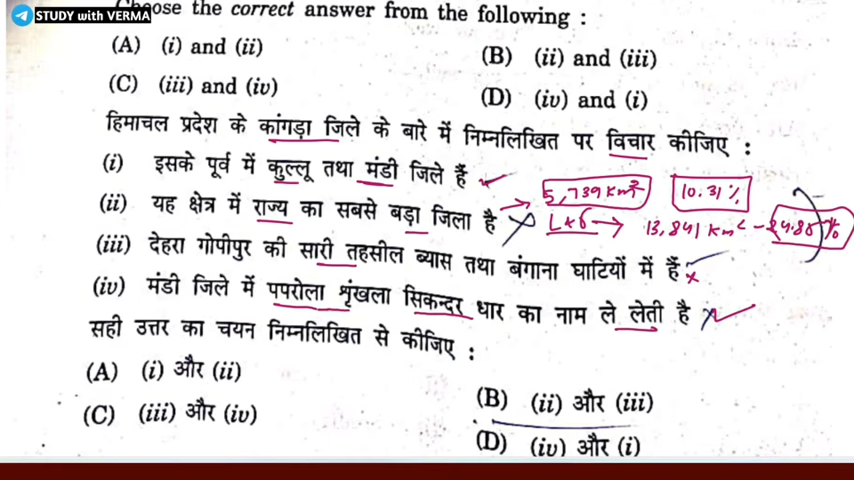 STUDY with VERMA
Choose the correct answer from the following :
(A) (i) and (ii)
(B) (ii) and (iii)
(C) (iii) and (iv)
(D) (iv) and (i)
हिमाचल प्रदेश के कांगड़ा जिले के बारे में निम्नलिखित पर विचार कीजिए :
(i) इसके पूर्व में कुल्लू तथा मंडी जिले हैं
5,739 km² 10.31%
(ii) यह क्षेत्र में राज्य का सबसे बड़ा जिला है
L&S → 13,841 km² -
(iii) देहरा गोपीपुर की सारी तहसील ब्यास तथा बंगाना घाटियों में हैं
(iv) मंडी जिले में पपरोला शृंखला सिकन्दर धार का नाम ले लेती है
सही उत्तर का चयन निम्नलिखित से कीजिए :
(A) (i) और (ii)
(B) (ii) और (iii)
(C) (iii) और (iv)
(D) (iv) और (i)